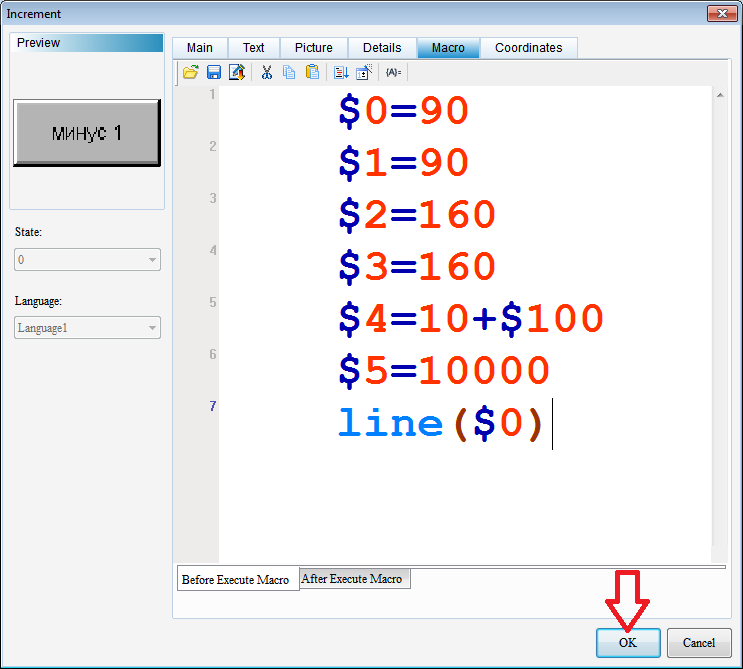 Increment
Preview
минус 1
State:
0
Language:
Language1
Main Text Picture Details Macro Coordinates
{A}=
1 $0=90
2 $1=90
3 $2=160
4 $3=160
5 $4=10+$100
6 $5=10000
7 line($0)
Before Execute Macro After Execute Macro
OK Cancel